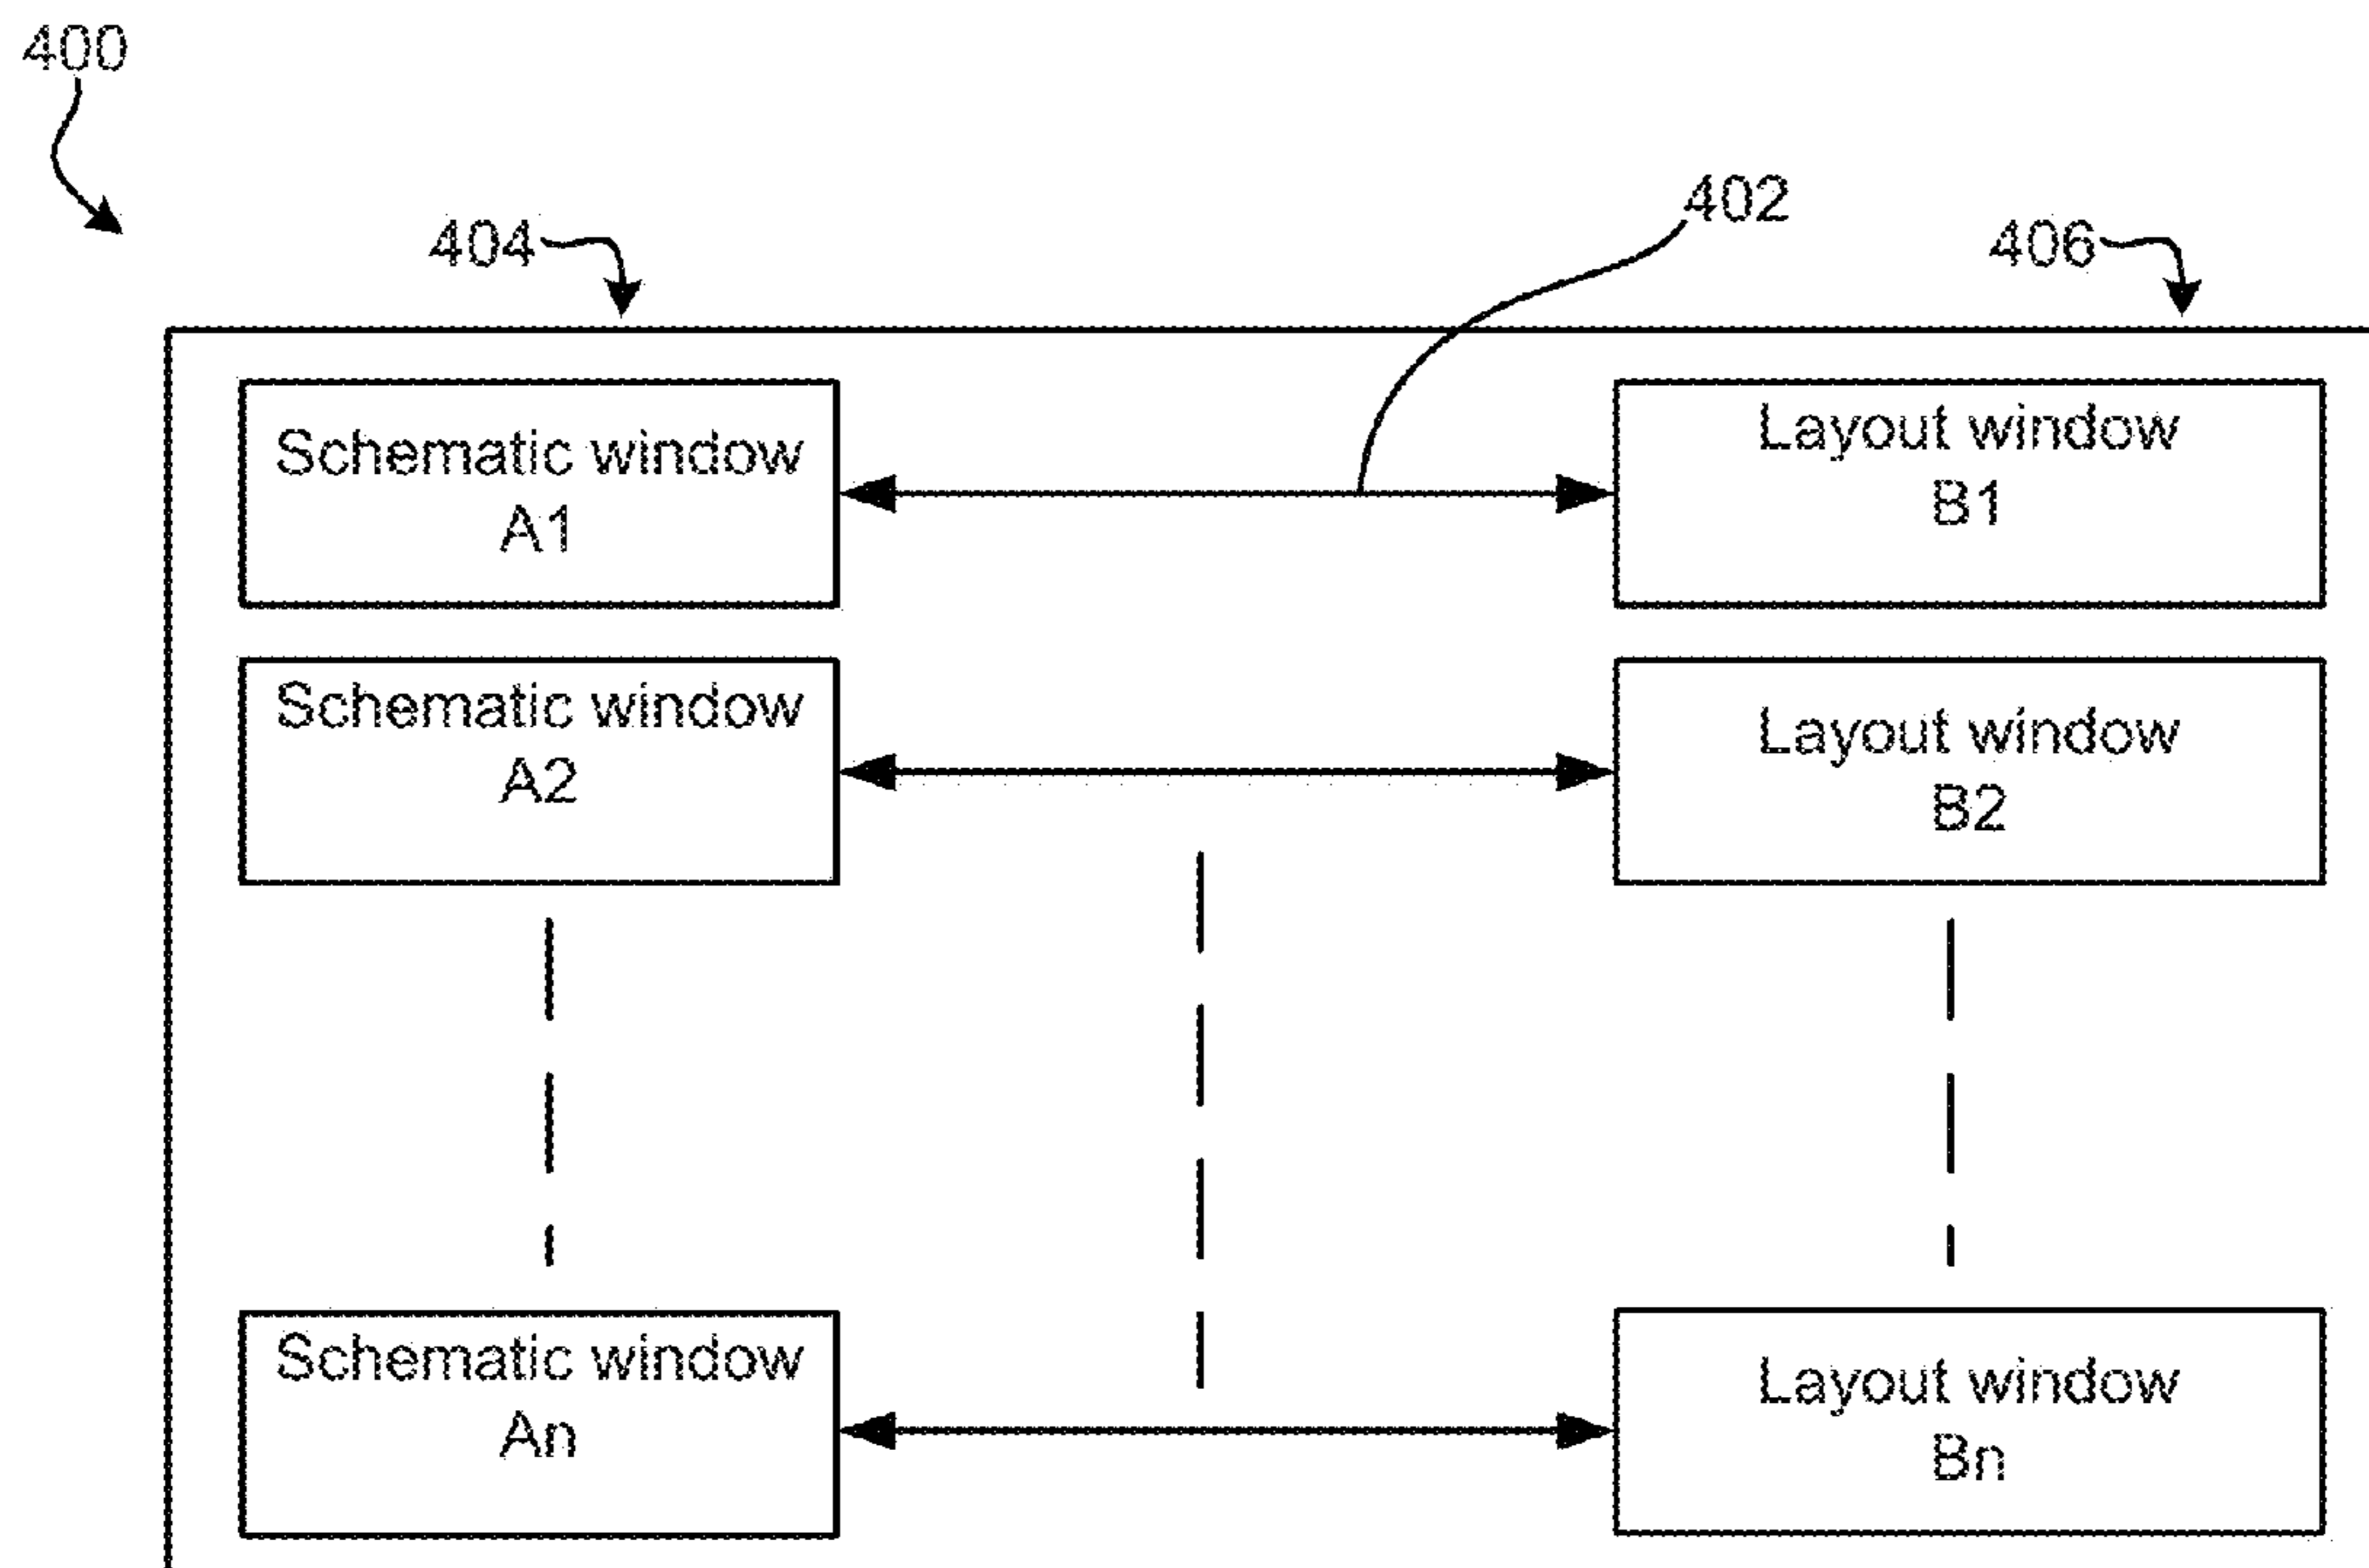 400
402
404
406
Schematic window
A1
Layout window
B1
Schematic window
A2
Layout window
B2
Schematic window
An
Layout window
Bn